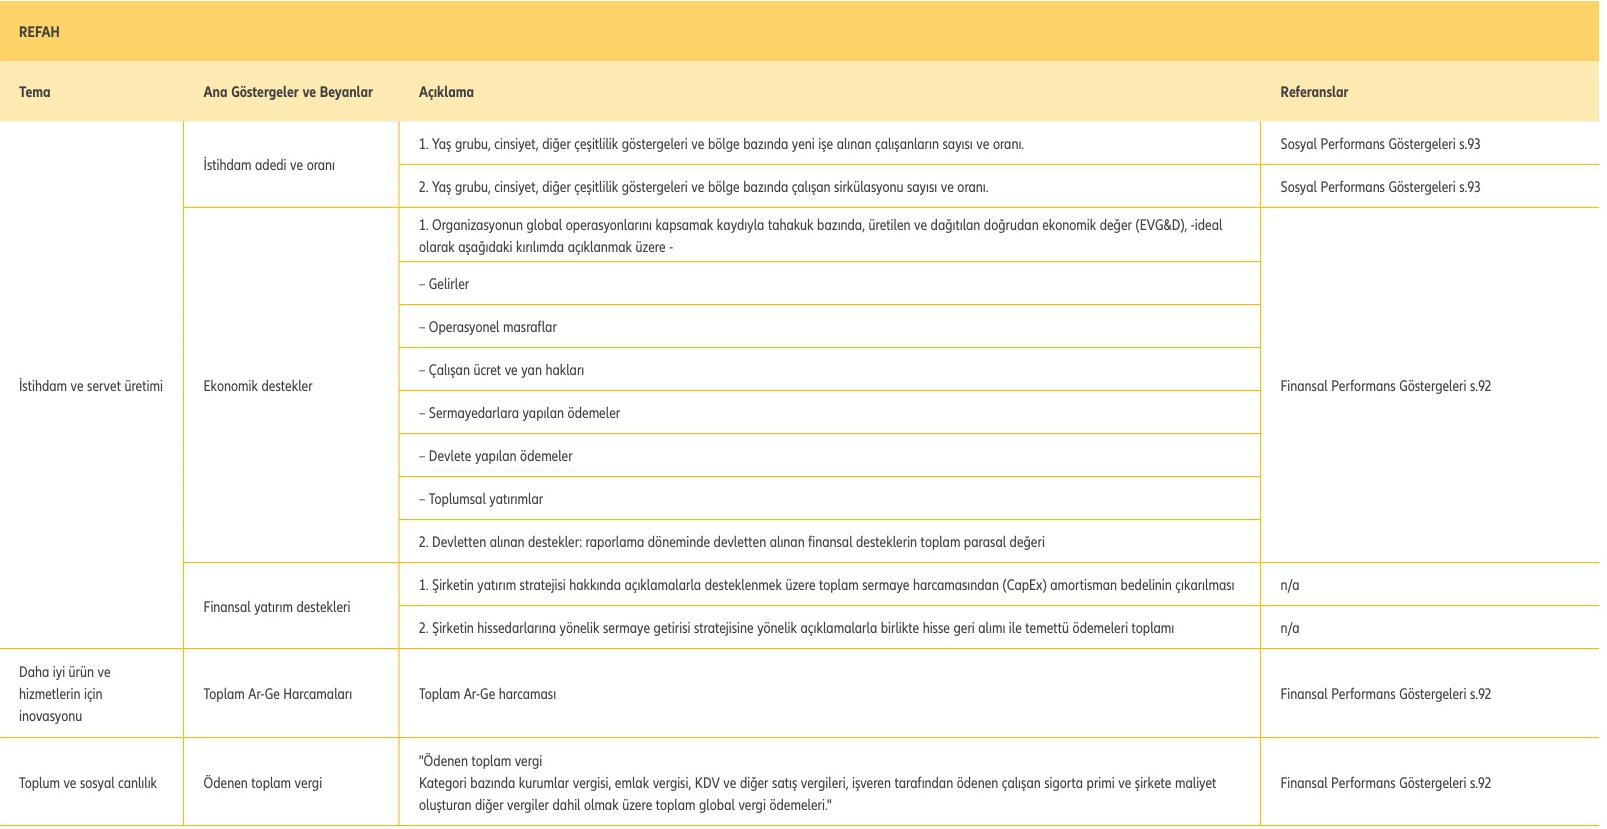 REFAH
Tema
Ana Göstergeler ve Beyanlar
Açıklama
Referanslar
İstihdam ve servet üretimi
İstihdam adedi ve oranı
1. Yaş grubu, cinsiyet, diğer çeşitlilik göstergeleri ve bölge bazında yeni işe alınan çalışanların sayısı ve oranı.
Sosyal Performans Göstergeleri s.93
2. Yaş grubu, cinsiyet, diğer çeşitlilik göstergeleri ve bölge bazında çalışan sirkülasyonu sayısı ve oranı.
Sosyal Performans Göstergeleri s.93
Ekonomik destekler
1. Organizasyonun global operasyonlarını kapsamak kaydıyla tahakuk bazında, üretilen ve dağıtılan doğrudan ekonomik değer (EVG&D), -ideal
olarak aşağıdaki kırılımda açıklanmak üzere -
– Gelirler
– Operasyonel masraflar
– Çalışan ücret ve yan hakları
– Sermayedarlara yapılan ödemeler
– Devlete yapılan ödemeler
– Toplumsal yatırımlar
2. Devletten alınan destekler: raporlama döneminde devletten alınan finansal desteklerin toplam parasal değeri
Finansal Performans Göstergeleri s.92
Finansal yatırım destekleri
1. Şirketin yatırım stratejisi hakkında açıklamalarla desteklenmek üzere toplam sermaye harcamasından (CapEx) amortisman bedelinin çıkarılması
n/a
2. Şirketin hissedarlarına yönelik sermaye getirisi stratejisine yönelik açıklamalarla birlikte hisse geri alımı ile temettü ödemeleri toplamı
n/a
Daha iyi ürün ve
hizmetlerin için
inovasyonu
Toplam Ar-Ge Harcamaları
Toplam Ar-Ge harcaması
Finansal Performans Göstergeleri s.92
Toplum ve sosyal canlılık
Ödenen toplam vergi
"Ödenen toplam vergi
Kategori bazında kurumlar vergisi, emlak vergisi, KDV ve diğer satış vergileri, işveren tarafından ödenen çalışan sigorta primi ve şirkete maliyet
oluşturan diğer vergiler dahil olmak üzere toplam global vergi ödemeleri."
Finansal Performans Göstergeleri s.92